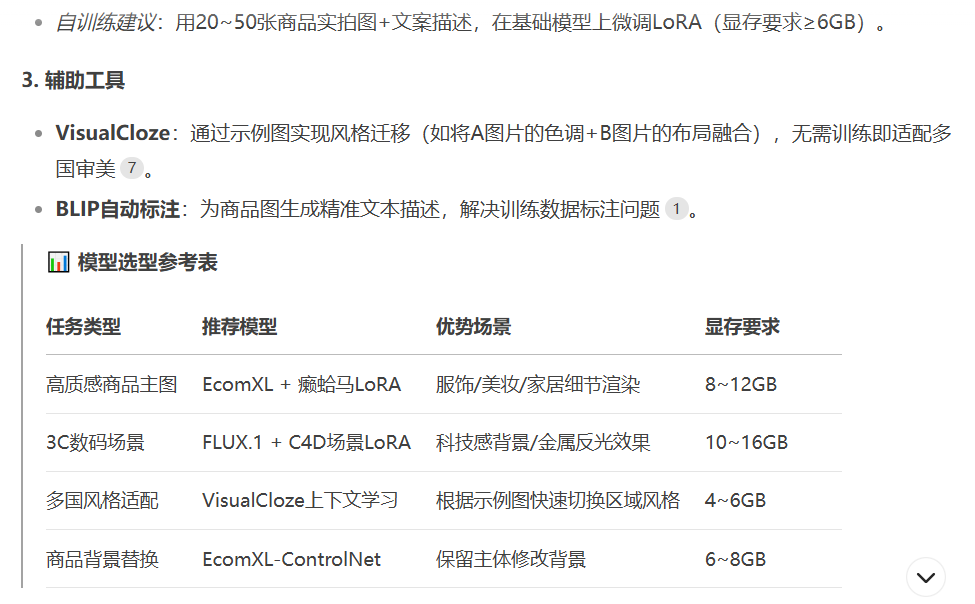 自训练建议：用20~50张商品实拍图+文案描述，在基础模型上微调LoRA（显存要求≥6GB）。
3. 辅助工具
VisualCloze：通过示例图实现风格迁移（如将A图片的色调+B图片的布局融合），无需训练即适配多
国审美 7 。
BLIP自动标注：为商品图生成精准文本描述，解决训练数据标注问题 1 。
模型选型参考表
任务类型 推荐模型 优势场景 显存要求
高质感商品主图 EcomXL + 癞蛤马LoRA 服饰/美妆/家居细节渲染 8~12GB
3C数码场景 FLUX.1 + C4D场景LoRA 科技感背景/金属反光效果 10~16GB
多国风格适配 VisualCloze上下文学习 根据示例图快速切换区域风格 4~6GB
商品背景替换 EcomXL-ControlNet 保留主体修改背景 6~8GB